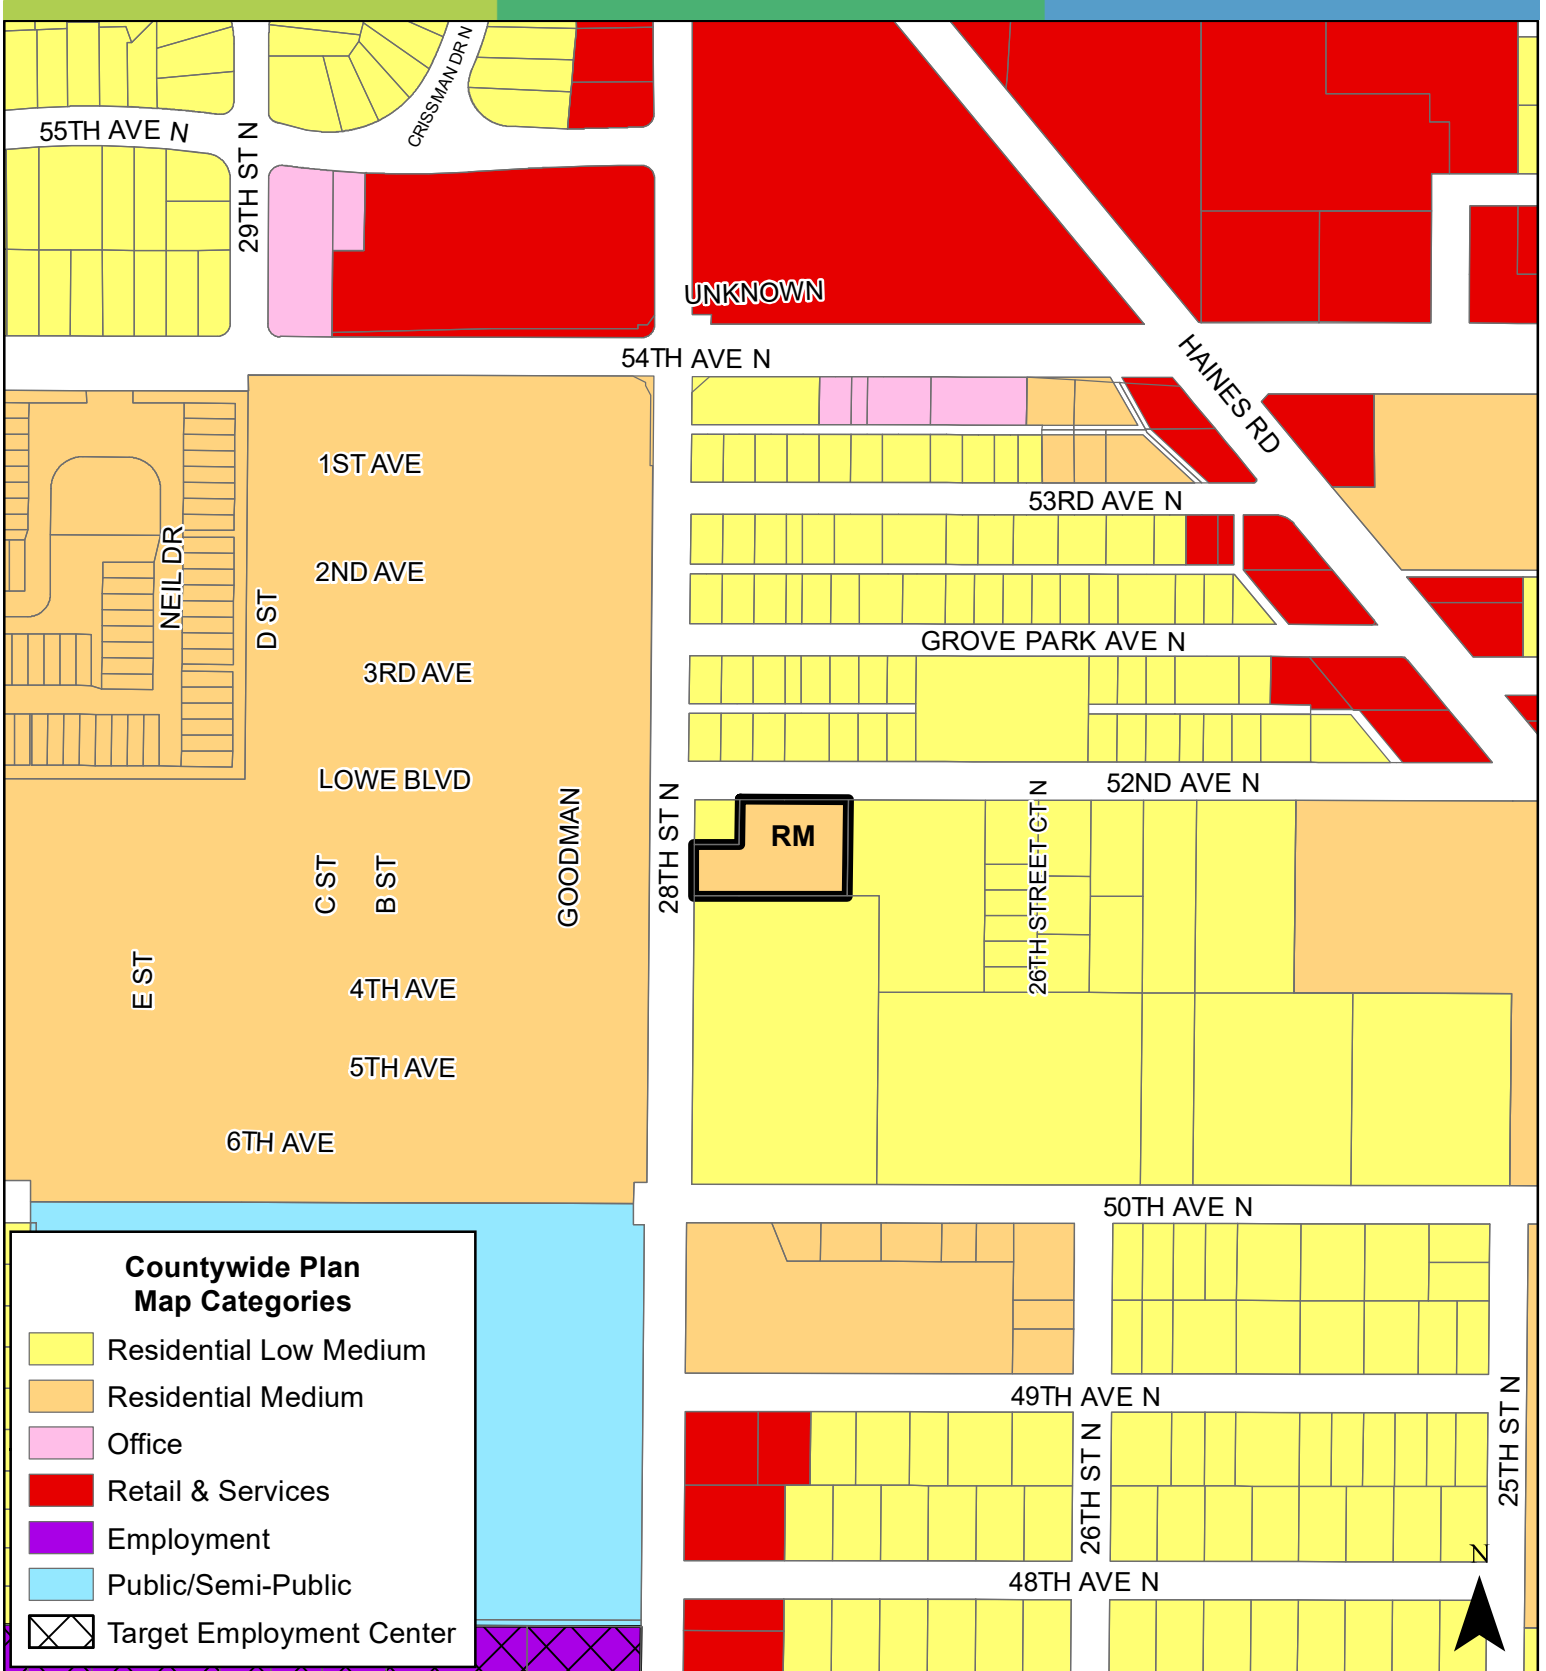 CRISSMAN DR N
55TH AVE N
29TH ST N
UNKNOWN
54TH AVE N
HAINES RD
1ST AVE
53RD AVE N
2ND AVE
NEIL DR
D ST
GROVE PARK AVE N
3RD AVE
LOWE BLVD
52ND AVE N
GOODMAN
28TH ST N
RM
26TH STREET CT N
C ST
B ST
E ST
4TH AVE
5TH AVE
6TH AVE
50TH AVE N
Countywide Plan
Map Categories
Residential Low Medium
Residential Medium
Office
Retail & Services
Employment
Public/Semi-Public
Target Employment Center
49TH AVE N
26TH ST N
25TH ST N
N
48TH AVE N